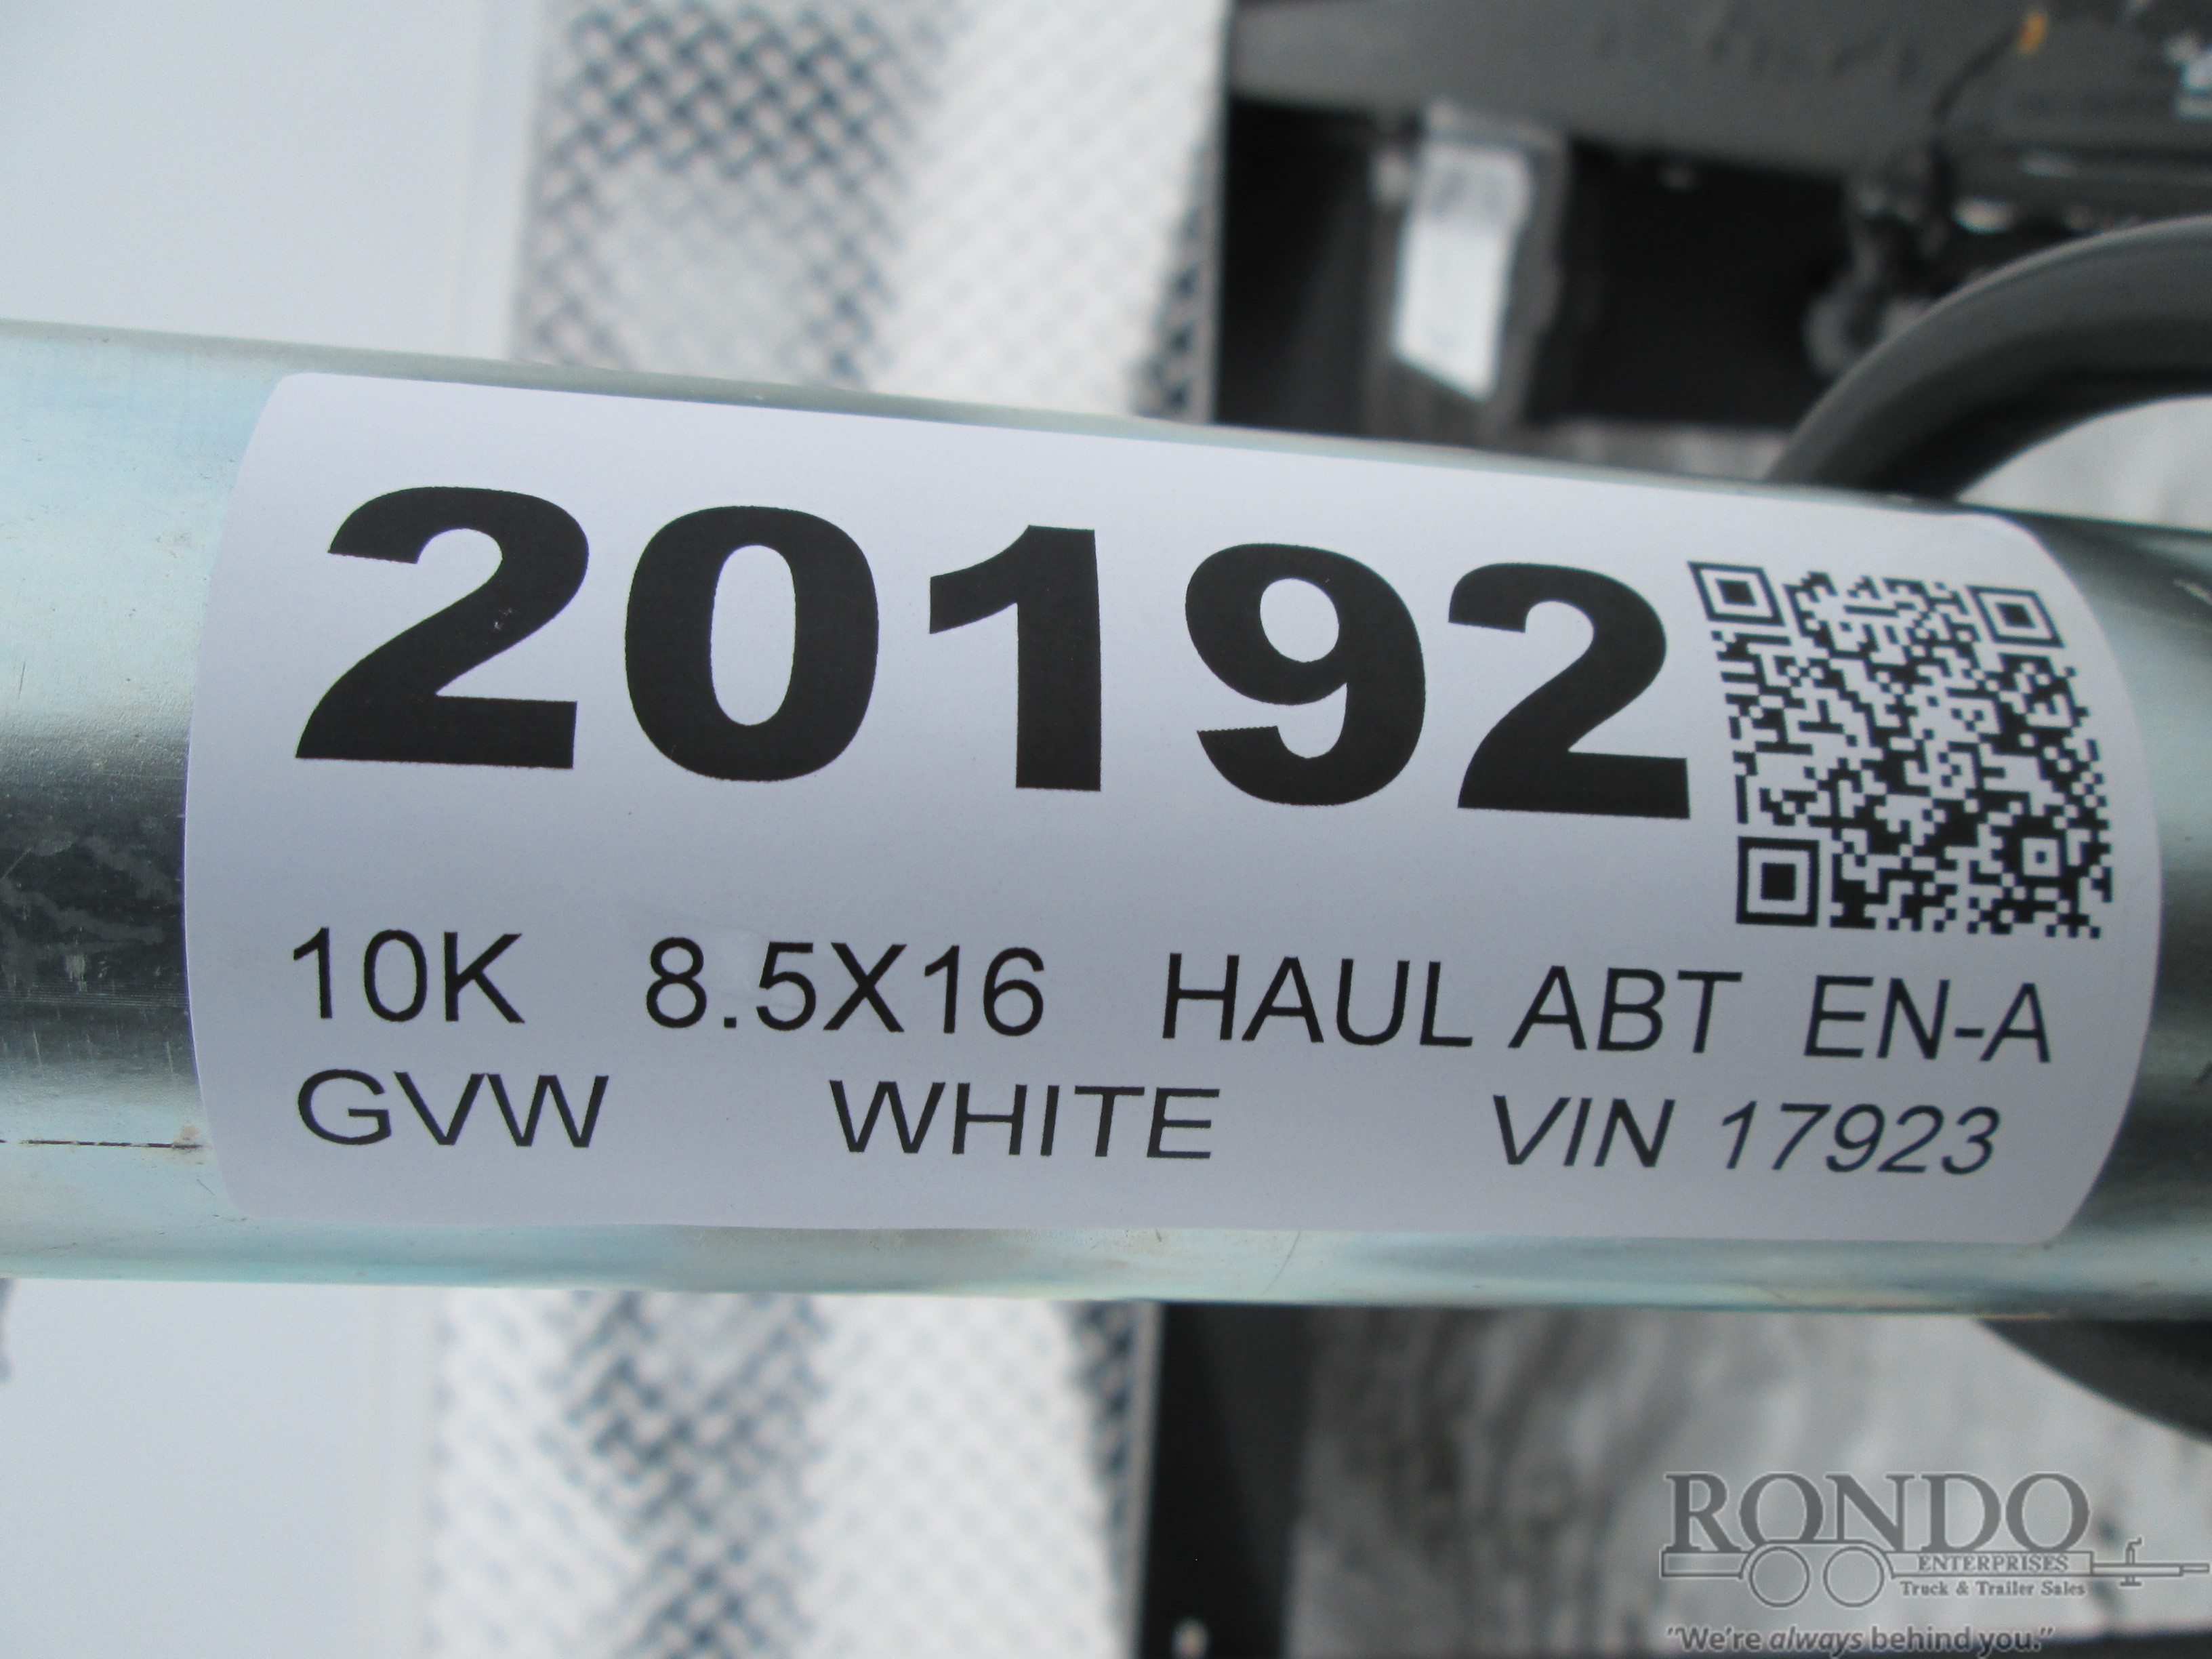 20192
10K 8.5X16 HAUL ABT EN-A
GVW WHITE VIN 17923
RONDO
ENTERPRISES
Truck & Trailer Sales
"We're always behind you."